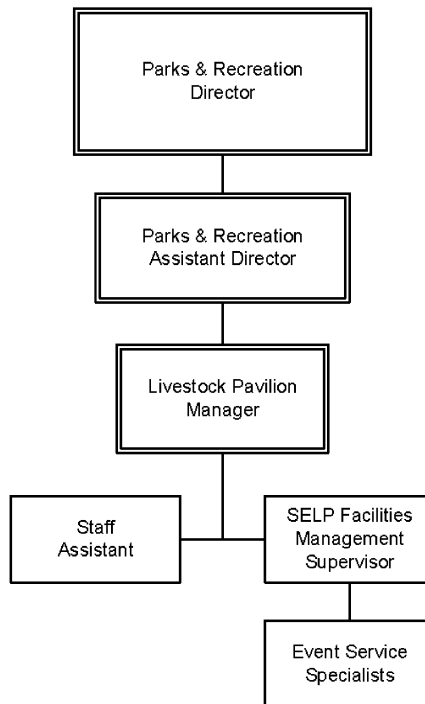 Parks & Recreation
Director
Parks & Recreation
Assistant Director
Livestock Pavilion
Manager
Staff
Assistant
SELP Facilities
Management
Supervisor
Event Service
Specialists